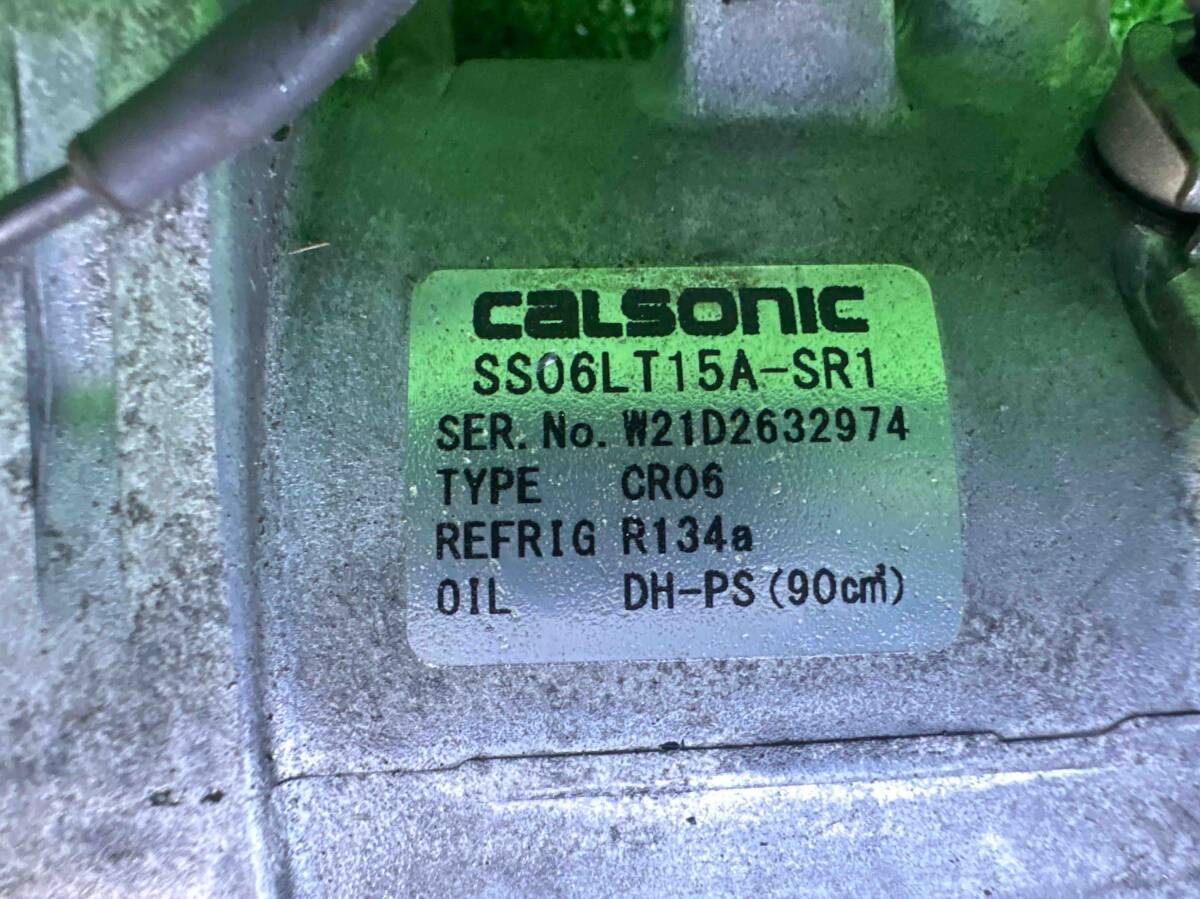 CALSONIC
SS06LT15A-SR1
SER. No. W21D2632974
TYPE CR06
REFRIG R134a
OIL DH-PS (90cm³)